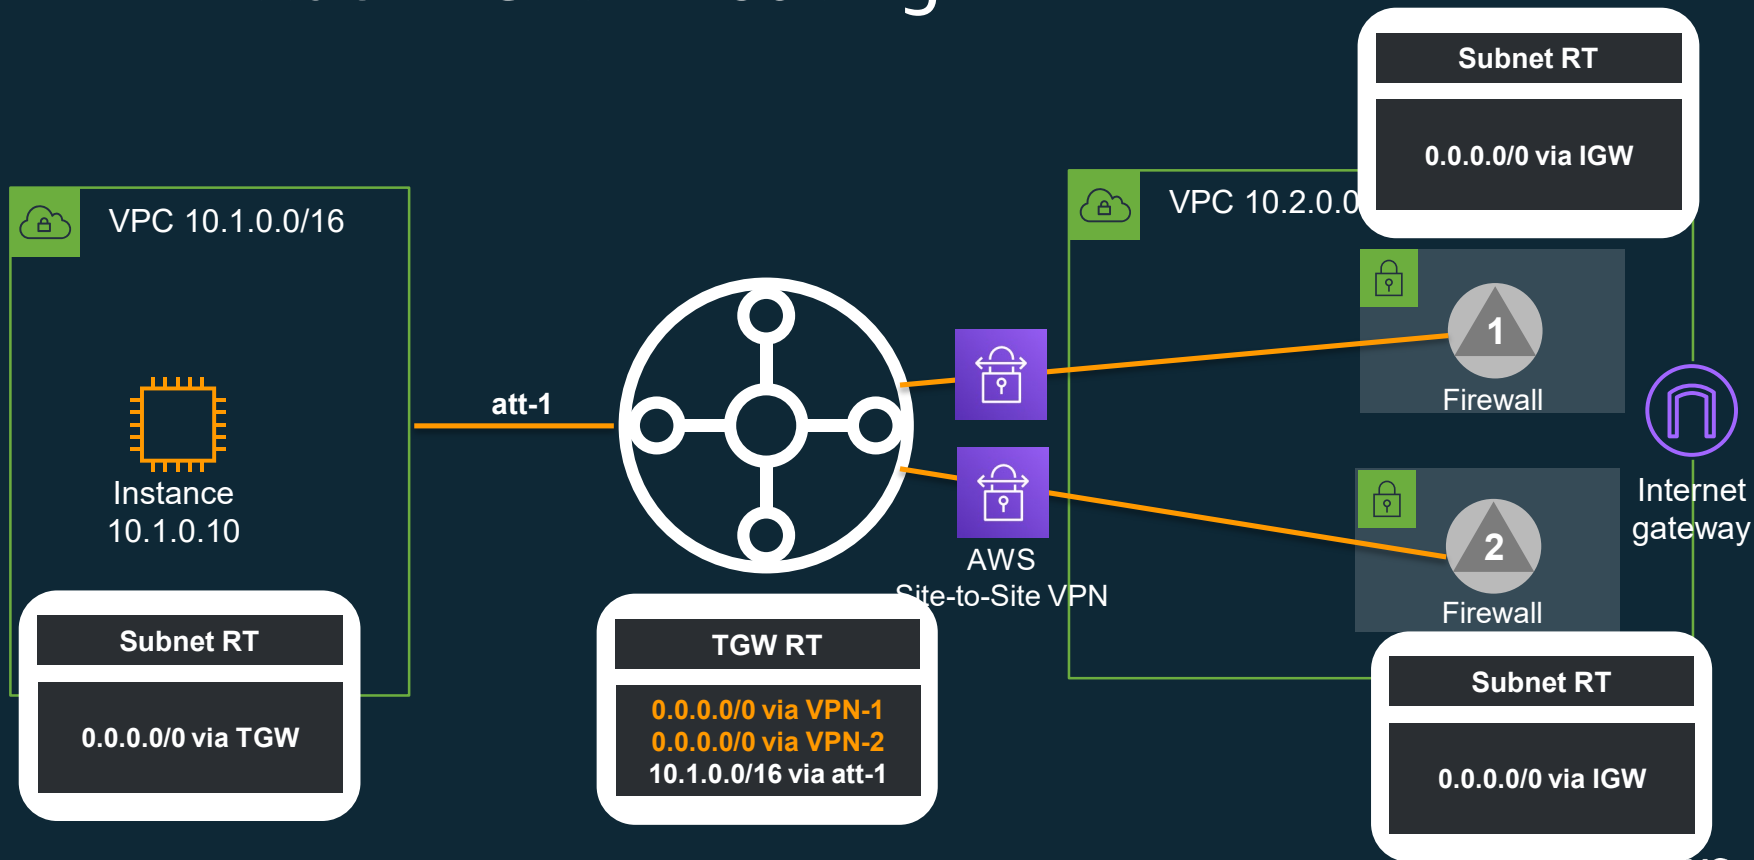 Subnet RT
0.0.0.0/0 via IGW
VPC 10.1.0.0/16
VPC 10.2.0.0
1
Firewall
att-1
Instance
10.1.0.10
Internet
gateway
2
Firewall
AWS
Site-to-Site VPN
Subnet RT
0.0.0.0/0 via TGW
TGW RT
0.0.0.0/0 via VPN-1
0.0.0.0/0 via VPN-2
10.1.0.0/16 via att-1
Subnet RT
0.0.0.0/0 via IGW